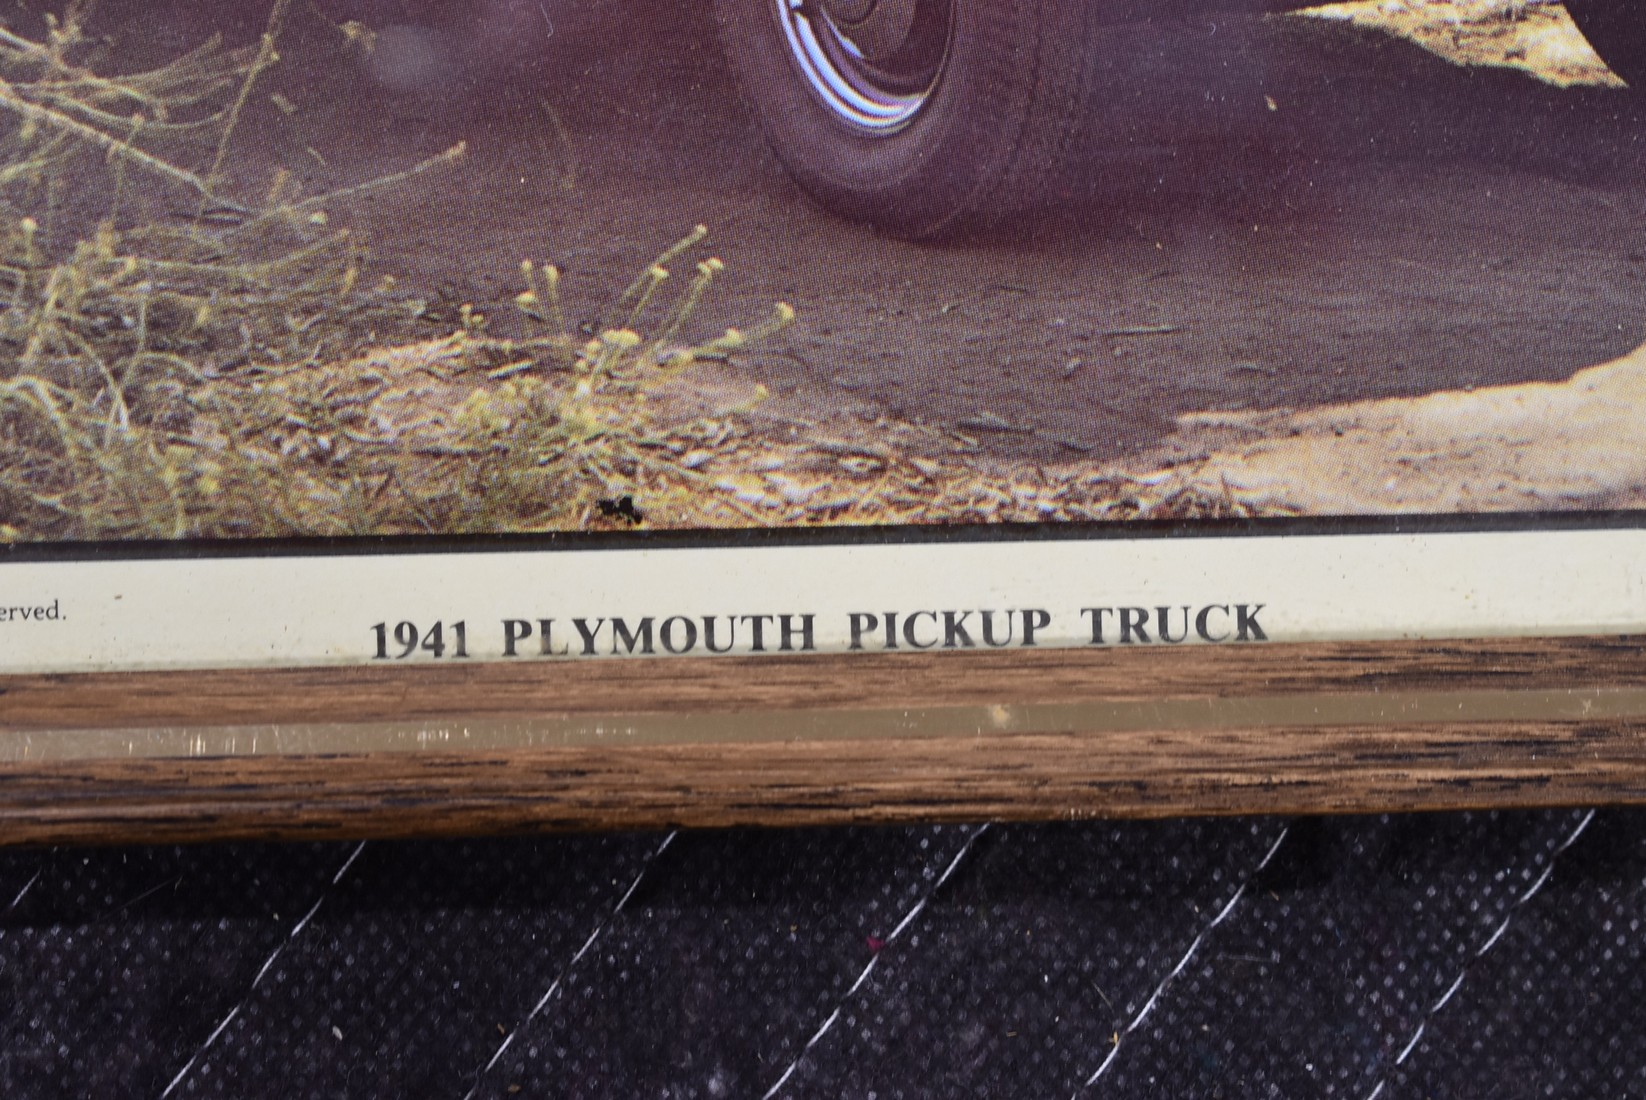 erved.
1941 PLYMOUTH PICKUP TRUCK